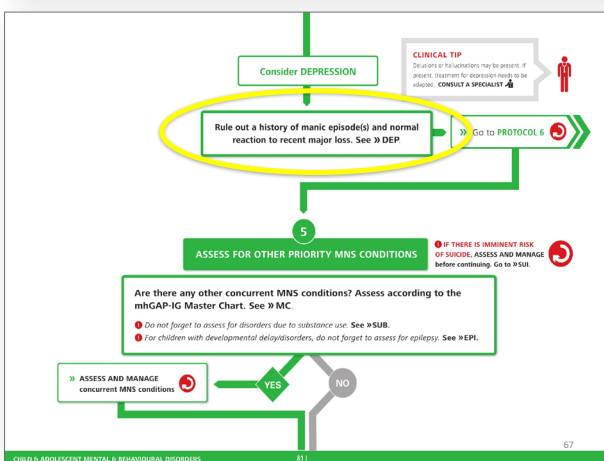 Consider DEPRESSION
CLINICAL TIP
Delusions or hallucinations may be present. If
present, treatment for depression needs to be
adapted. CONSULT A SPECIALIST
Rule out a history of manic episode(s) and normal
reaction to recent major loss. See » DEP.
» Go to PROTOCOL 6
5
ASSESS FOR OTHER PRIORITY MNS CONDITIONS
! IF THERE IS IMMINENT RISK
OF SUICIDE, ASSESS AND MANAGE
before continuing. Go to »SUI.
Are there any other concurrent MNS conditions? Assess according to the
mhGAP-IG Master Chart. See » MC.
! Do not forget to assess for disorders due to substance use. See »SUB.
! For children with developmental delay/disorders, do not forget to assess for epilepsy. See »EPI.
» ASSESS AND MANAGE
concurrent MNS conditions
YES
NO
67
CHILD & ADOLESCENT MENTAL & BEHAVIOURAL DISORDERS
81 |